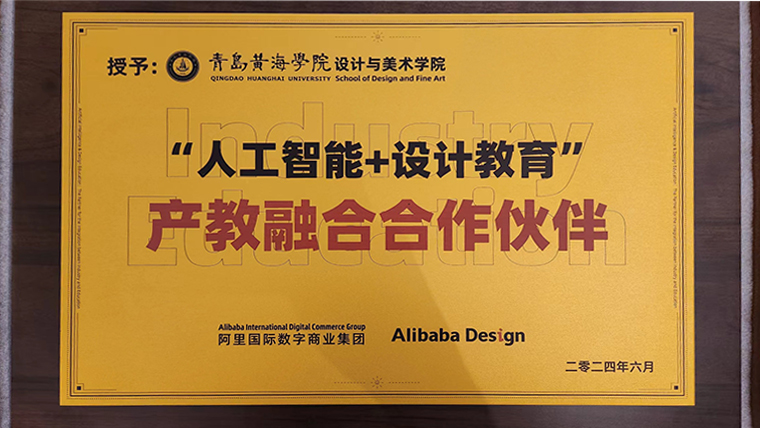 授予：青岛黄海學院 设计与美术学院
QINGDAO HUANGHAI UNIVERSITY School of Design and Fine Art
Industry
Education
“人工智能+设计教育”
产教融合合作伙伴
Alibaba International Digital Commerce Group
阿里国际数字商业集团
Alibaba Design
二零二四年六月